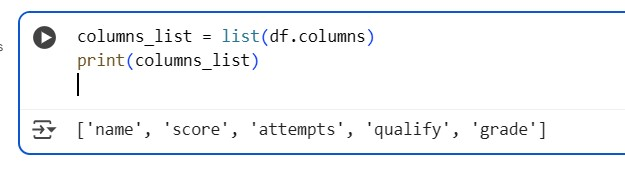 columns_list = list(df.columns)
print(columns_list)
['name', 'score', 'attempts', 'qualify', 'grade']